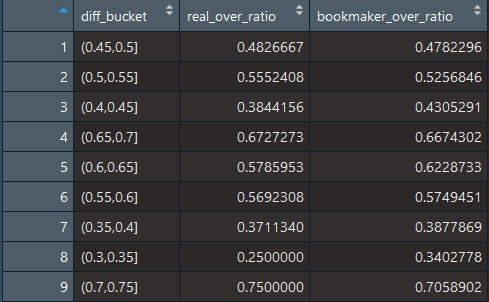 diff_bucket real_over_ratio bookmaker_over_ratio
1 (0.45,0.5] 0.4826667 0.4782296
2 (0.5,0.55] 0.5552408 0.5256846
3 (0.4,0.45] 0.3844156 0.4305291
4 (0.65,0.7] 0.6727273 0.6674302
5 (0.6,0.65] 0.5785953 0.6228733
6 (0.55,0.6] 0.5692308 0.5749451
7 (0.35,0.4] 0.3711340 0.3877869
8 (0.3,0.35] 0.2500000 0.3402778
9 (0.7,0.75] 0.7500000 0.7058902